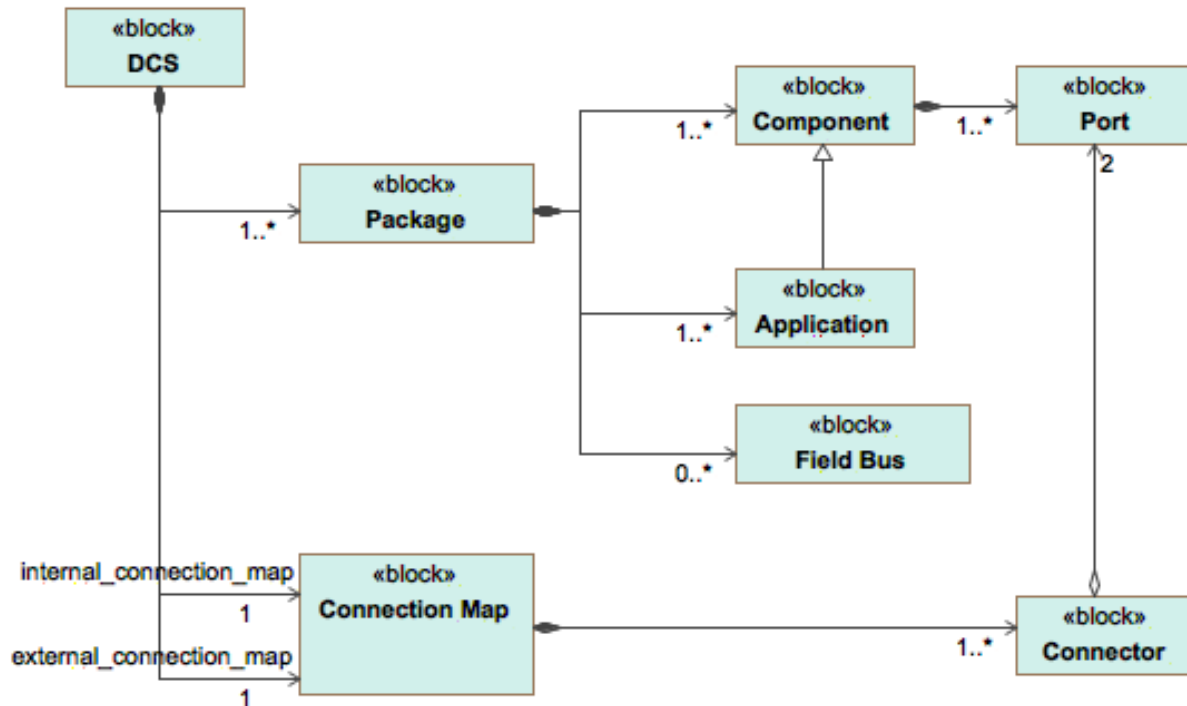 «block»
DCS
«block»
Component
1..*
«block»
Port
1..*
2
«block»
Package
1..*
«block»
Application
1..*
«block»
Field Bus
0..*
internal_connection_map
1
«block»
Connection Map
external_connection_map
1
«block»
Connector
1..*